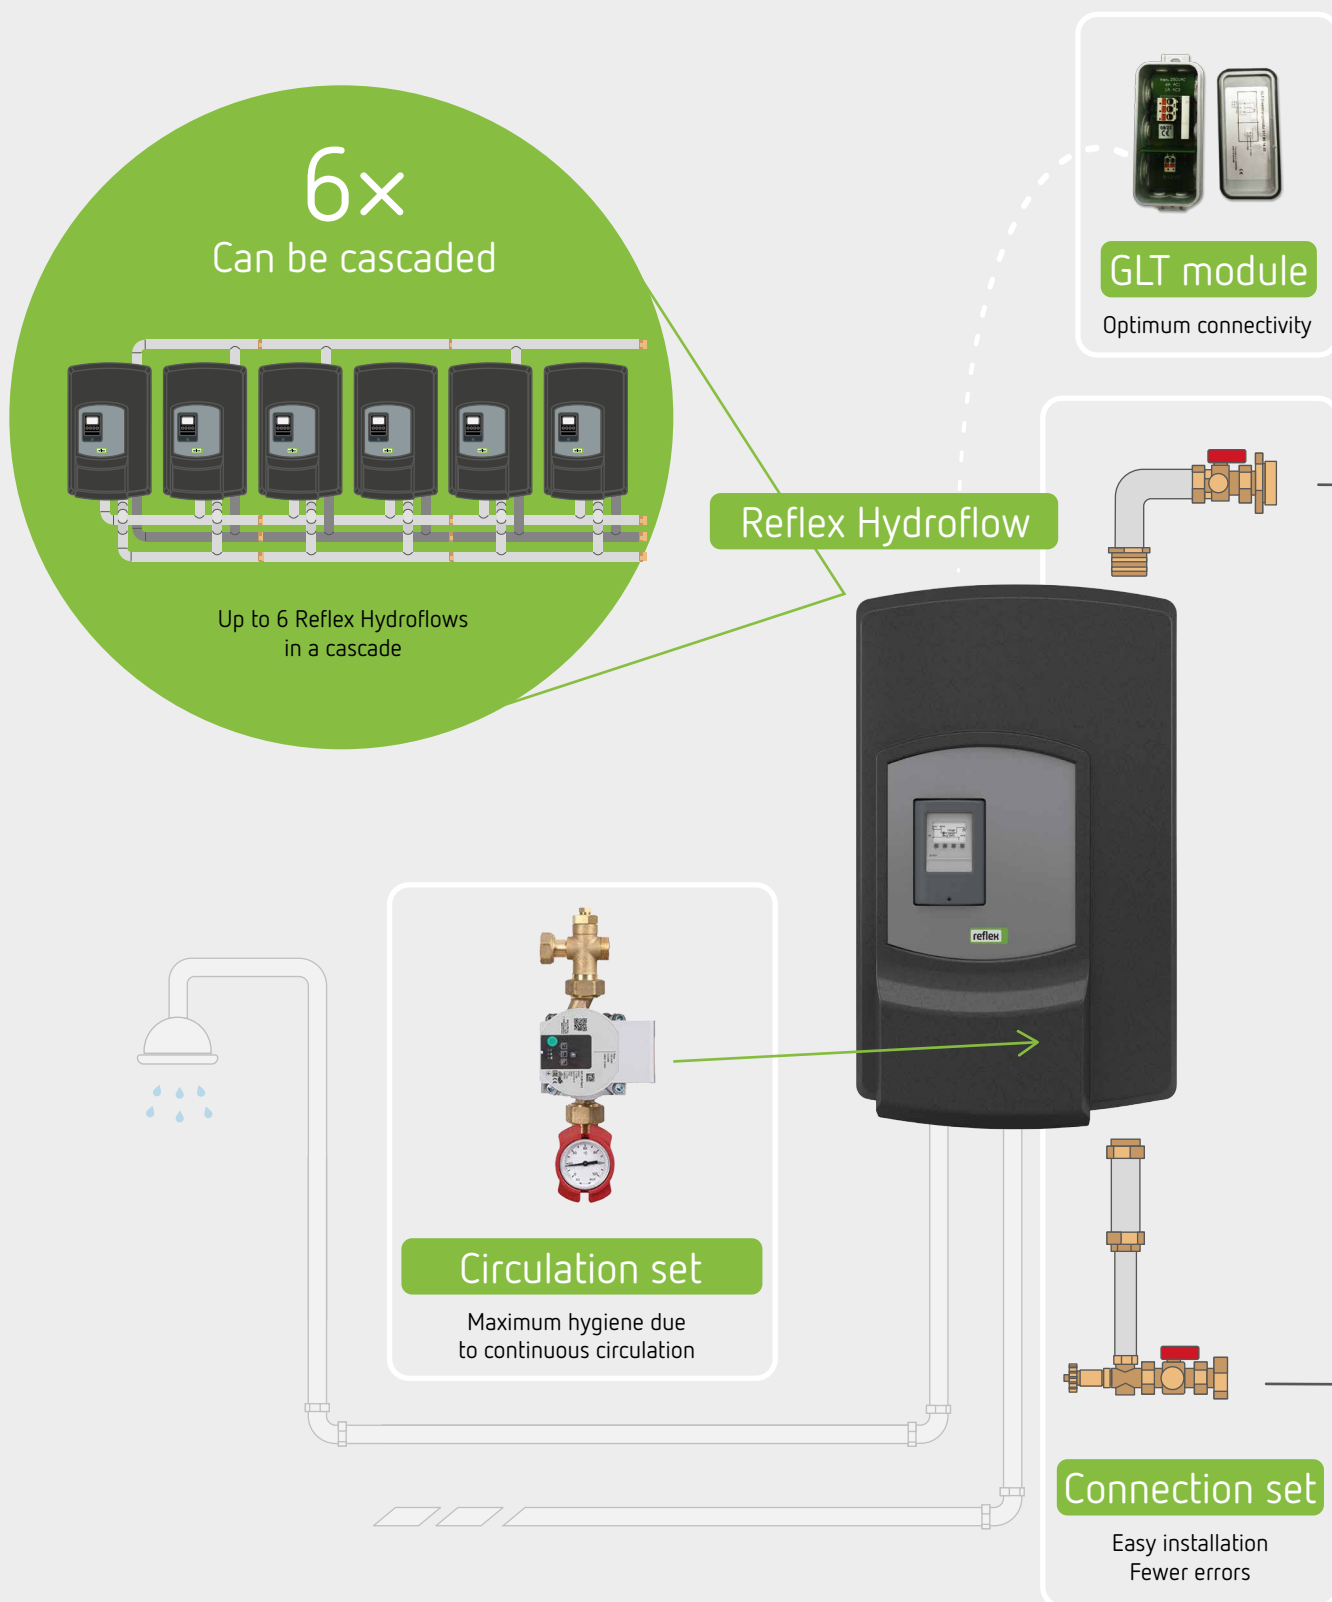 6×
Can be cascaded
Up to 6 Reflex Hydroflows
in a cascade
GLT module
Optimum connectivity
Reflex Hydroflow
reflex
Circulation set
Maximum hygiene due
to continuous circulation
Connection set
Easy installation
Fewer errors